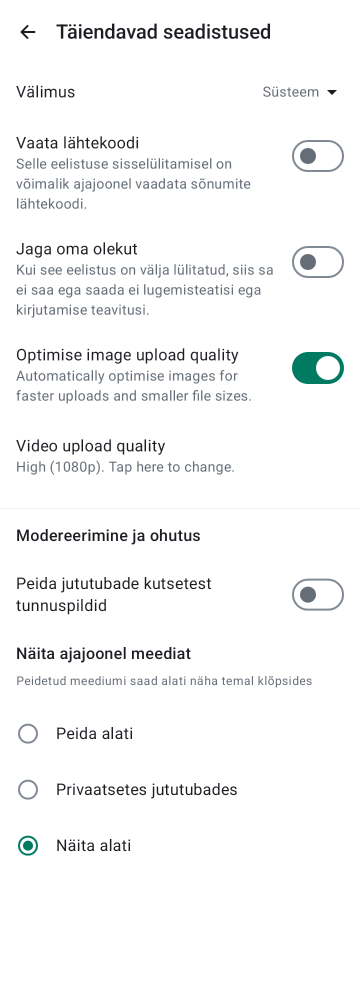 Täiendavad seadistused
Välimus
Süsteem
Vaata lähtekoodi
Selle eelistuse sisselülitamisel on
võimalik ajajoonel vaadata sõnumite
lähtekoodi.
Jaga oma olekut
Kui see eelistus on välja lülitatud, siis sa
ei saa ega saada ei lugemisteatisi ega
kirjutamise teavitusi.
Optimise image upload quality
Automatically optimise images for
faster uploads and smaller file sizes.
Video upload quality
High (1080p). Tap here to change.
Modereerimine ja ohutus
Peida jututubade kutsetest
tunnuspildid
Näita ajajoonel meediat
Peidetud meediumi saad alati näha temal klõpsides
Peida alati
Privaatsetes jututubades
Näita alati